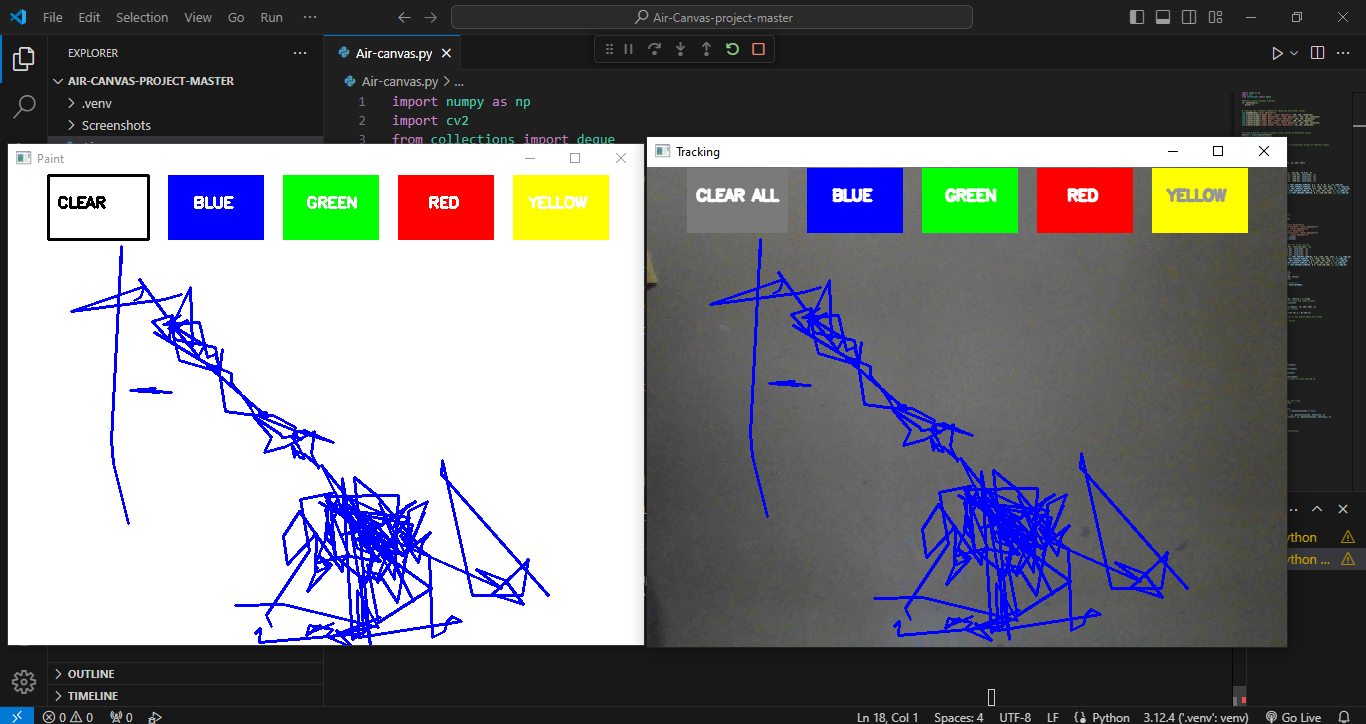 File Edit Selection View Go Run ··· Air-Canvas-project-master
EXPLORER ···
Air-canvas.py
AIR-CANVAS-PROJECT-MASTER
Air-canvas.py > ...
.venv
1 import numpy as np
Screenshots
2 import cv2
3 from collections import deque
Paint
Tracking
CLEAR BLUE GREEN RED YELLOW
CLEAR ALL BLUE GREEN RED YELLOW
ython
ython ...
OUTLINE
TIMELINE
0 0 0 Ln 18, Col 1 Spaces: 4 UTF-8 LF Python 3.12.4 ('.venv': venv) Go Live